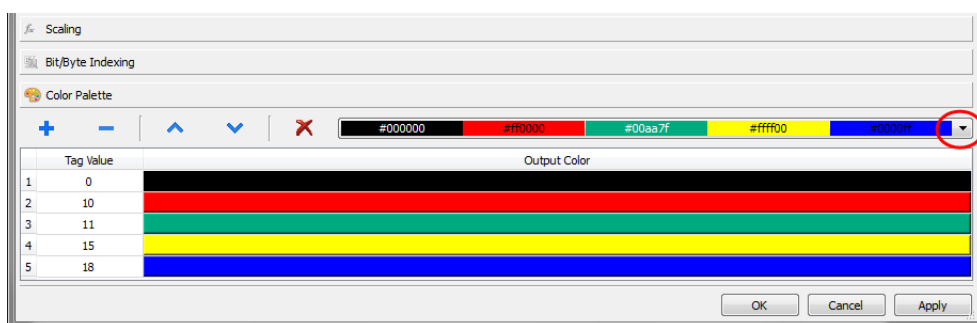 Scaling
Bit/Byte Indexing
Color Palette
#000000 #ff0000 #00aa7f #ffff00 #0000ff
Tag Value Output Color
1 0
2 10
3 11
4 15
5 18
OK Cancel Apply